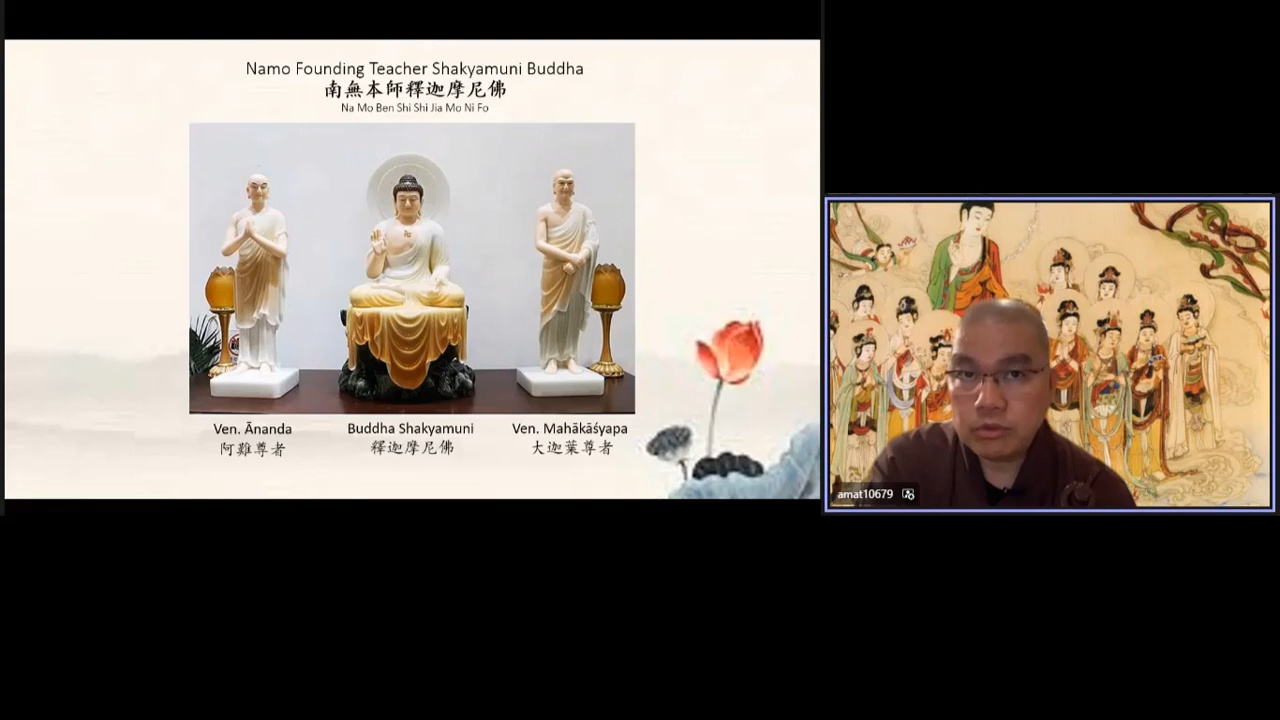 Namo Founding Teacher Shakyamuni Buddha
南無本師釋迦摩尼佛
Na Mo Ben Shi Shi Jia Mo Ni Fo
Ven. Ānanda
阿難尊者
Buddha Shakyamuni
釋迦摩尼佛
Ven. Mahākāśyapa
大迦葉尊者
amat10679